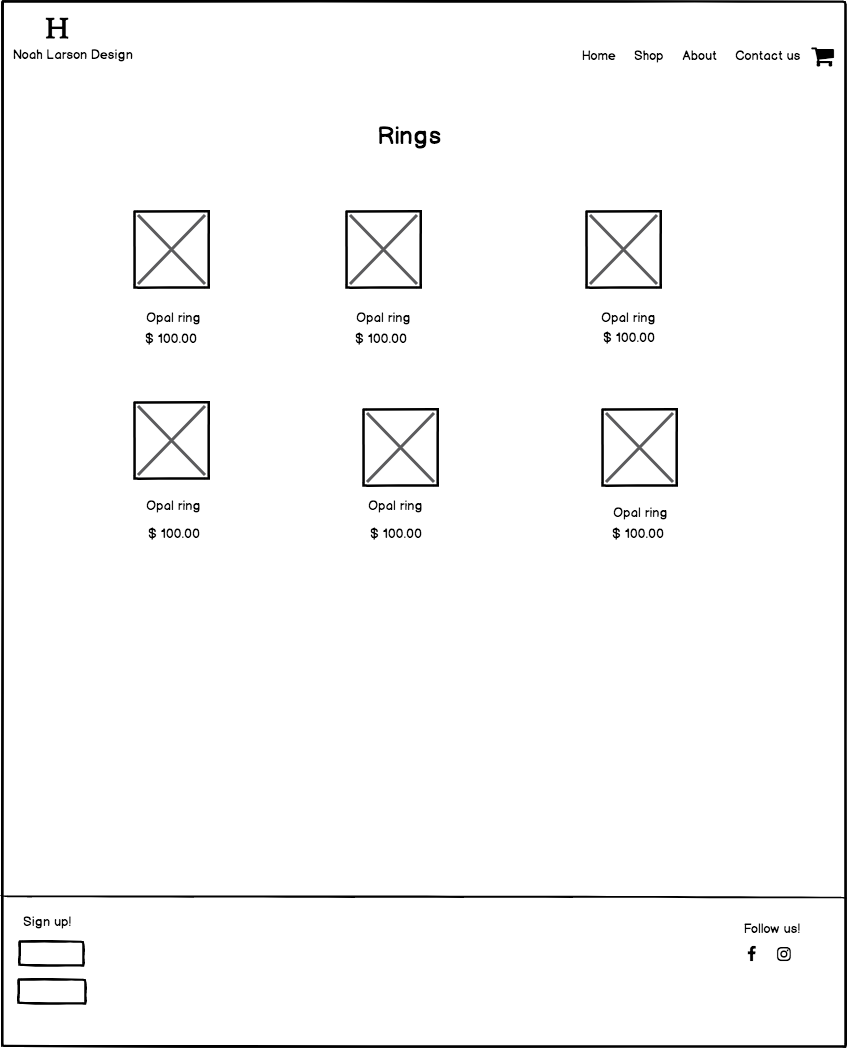 H
Noah Larson Design
Home Shop About Contact us
Rings
Opal ring Opal ring Opal ring
$ 100.00 $ 100.00 $ 100.00
Opal ring Opal ring Opal ring
$ 100.00 $ 100.00 $ 100.00
Sign up!
Follow us!